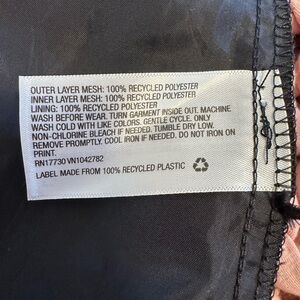 OUTER LAYER MESH: 100% RECYCLED POLYESTER
INNER LAYER MESH: 100% RECYCLED POLYESTER
LINING: 100% RECYCLED POLYESTER
WASH BEFORE WEAR. TURN GARMENT INSIDE OUT. MACHINE
WASH COLD WITH LIKE COLORS. GENTLE CYCLE. ONLY
NON-CHLORINE BLEACH IF NEEDED. TUMBLE DRY LOW.
REMOVE PROMPTLY. COOL IRON IF NEEDED. DO NOT IRON ON
PRINT.
RN17730 VN1042782
LABEL MADE FROM 100% RECYCLED PLASTIC